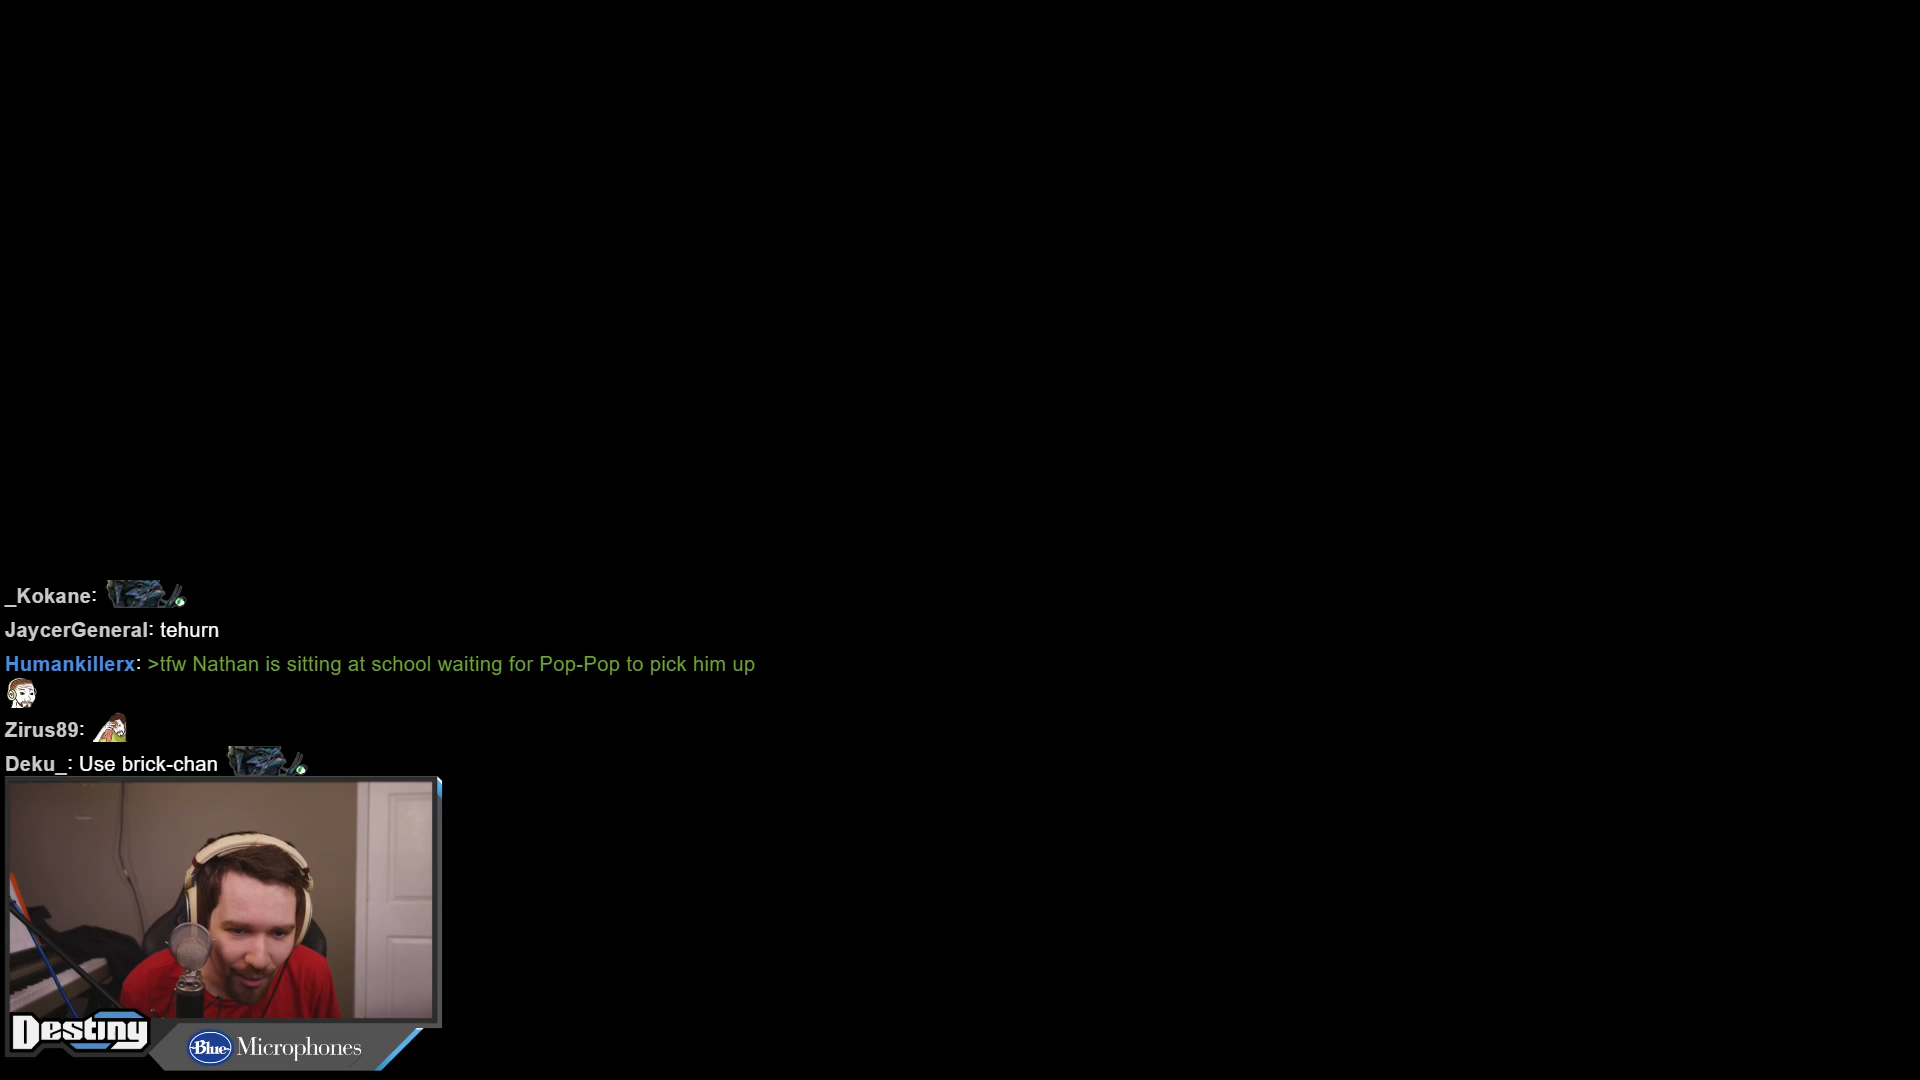 _Kokane:
JaycerGeneral: tehurn
Humankillerx: >tfw Nathan is sitting at school waiting for Pop-Pop to pick him up
Zirus89:
Deku_: Use brick-chan
Destiny
Blue Microphones